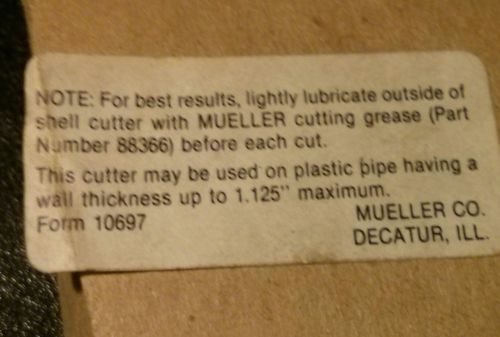 NOTE: For best results, lightly lubricate outside of
shell cutter with MUELLER cutting grease (Part
Number 88366) before each cut.
This cutter may be used on plastic pipe having a
wall thickness up to 1.125" maximum.
Form 10697
MUELLER CO.
DECATUR, ILL.